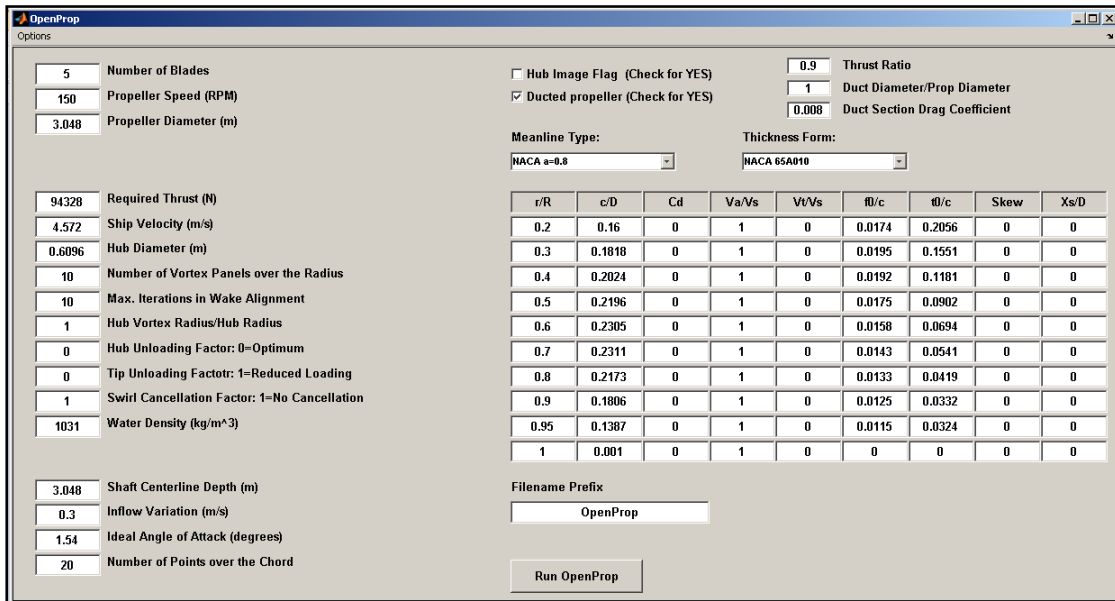 OpenProp
Options
5 Number of Blades
150 Propeller Speed (RPM)
3.048 Propeller Diameter (m)
Hub Image Flag (Check for YES)
Ducted propeller (Check for YES)
0.9 Thrust Ratio
1 Duct Diameter/Prop Diameter
0.008 Duct Section Drag Coefficient
Meanline Type: Thickness Form:
NACA a=0.8 NACA 65A010
94328 Required Thrust (N)
4.572 Ship Velocity (m/s)
0.6096 Hub Diameter (m)
10 Number of Vortex Panels over the Radius
10 Max. Iterations in Wake Alignment
1 Hub Vortex Radius/Hub Radius
0 Hub Unloading Factor: 0=Optimum
0 Tip Unloading Factotr: 1=Reduced Loading
1 Swirl Cancellation Factor: 1=No Cancellation
1031 Water Density (kg/m^3)
r/R c/D Cd Va/Vs Vt/Vs f0/c t0/c Skew Xs/D
0.2 0.16 0 1 0 0.0174 0.2056 0 0
0.3 0.1818 0 1 0 0.0195 0.1551 0 0
0.4 0.2024 0 1 0 0.0192 0.1181 0 0
0.5 0.2196 0 1 0 0.0175 0.0902 0 0
0.6 0.2305 0 1 0 0.0158 0.0694 0 0
0.7 0.2311 0 1 0 0.0143 0.0541 0 0
0.8 0.2173 0 1 0 0.0133 0.0419 0 0
0.9 0.1806 0 1 0 0.0125 0.0332 0 0
0.95 0.1387 0 1 0 0.0115 0.0324 0 0
1 0.001 0 1 0 0 0 0 0
3.048 Shaft Centerline Depth (m)
0.3 Inflow Variation (m/s)
1.54 Ideal Angle of Attack (degrees)
20 Number of Points over the Chord
Filename Prefix
OpenProp
Run OpenProp